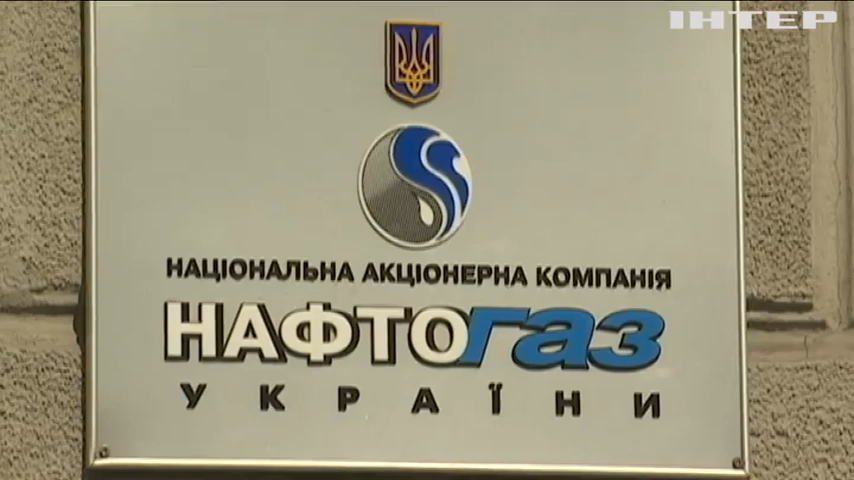 ІНТЕР
НАЦІОНАЛЬНА АКЦІОНЕРНА КОМПАНІЯ
НАФТОгаз
УКРАЇНИ